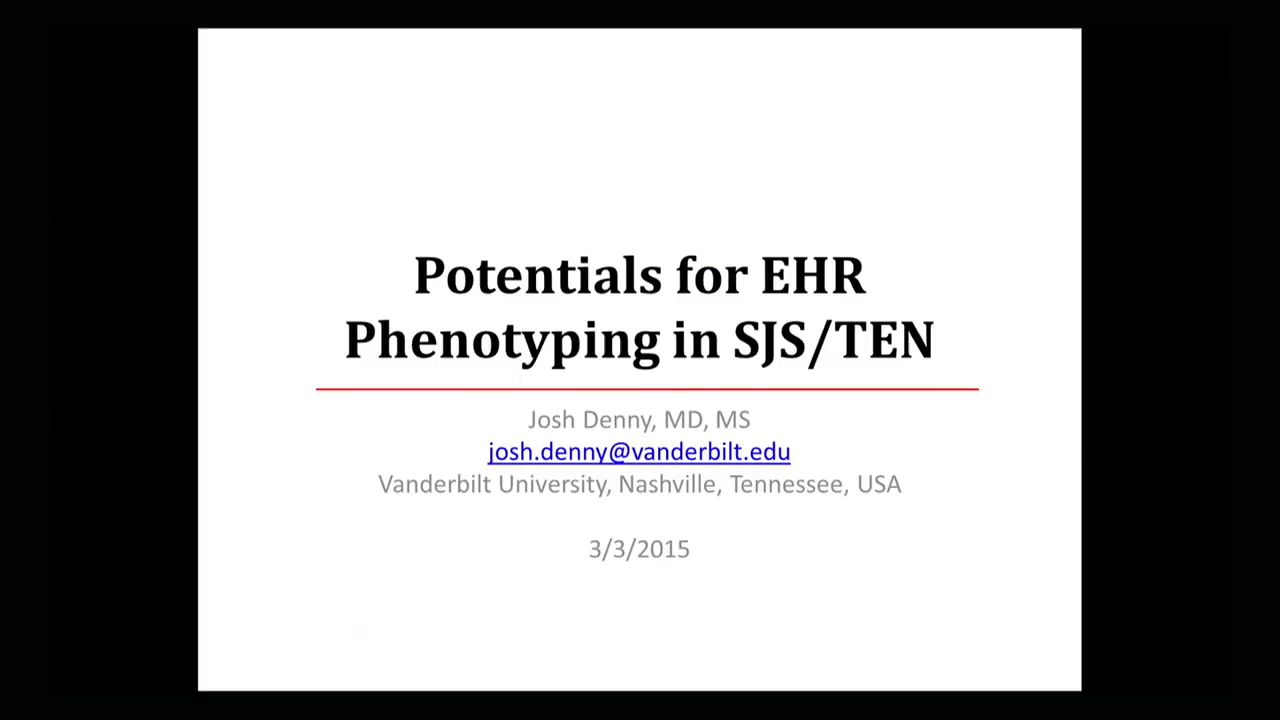 Potentials for EHR
Phenotyping in SJS/TEN
Josh Denny, MD, MS
josh.denny@vanderbilt.edu
Vanderbilt University, Nashville, Tennessee, USA
3/3/2015